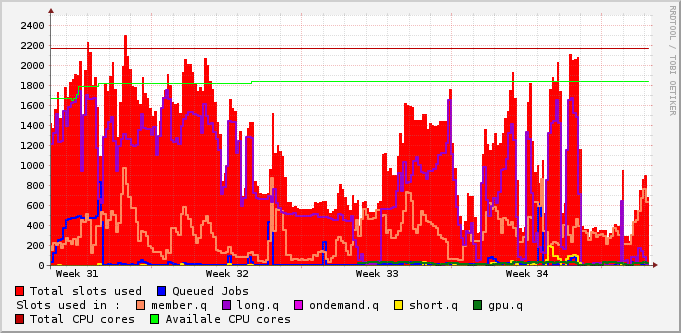 2400
2200
2000
1800
1600
1400
1200
1000
800
600
400
200
0
Week 31 Week 32 Week 33 Week 34
Total slots used Queued Jobs
Slots used in : member.q long.q ondemand.q short.q gpu.q
Total CPU cores Availale CPU cores
RRDTOOL / TOBI OETIKER